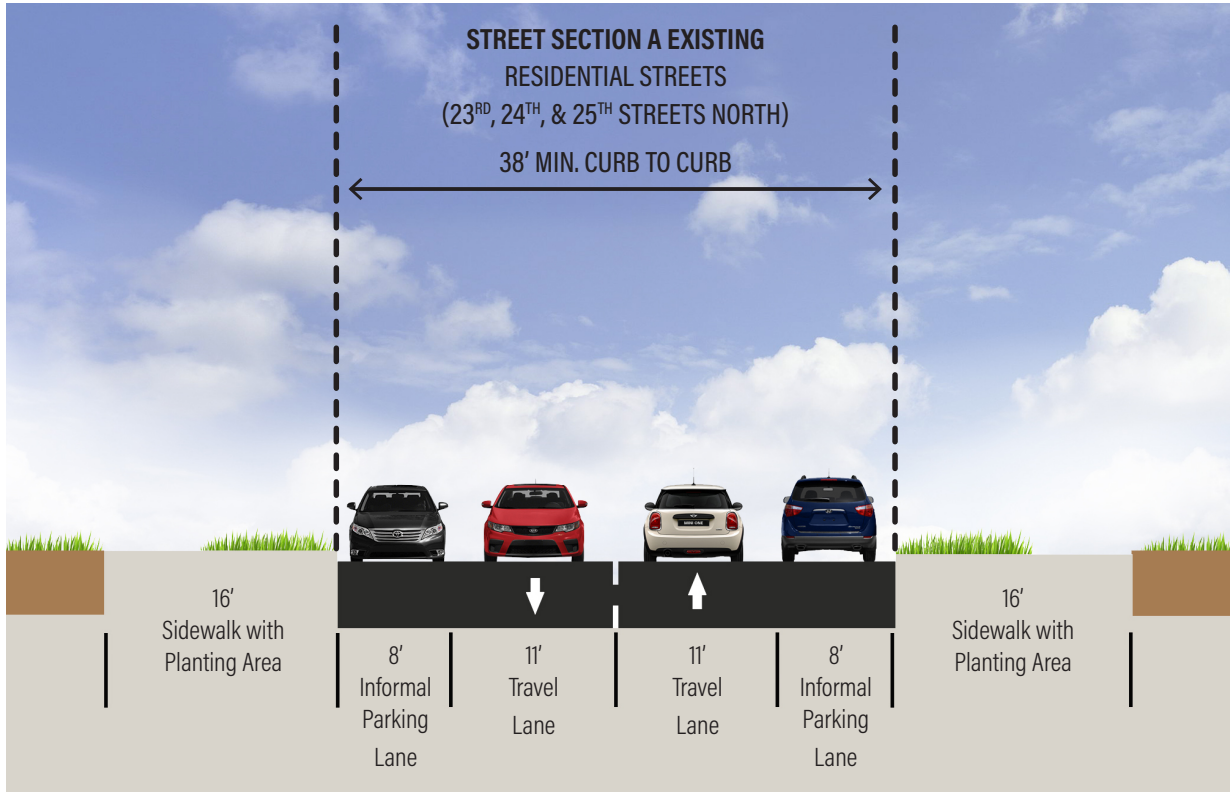 STREET SECTION A EXISTING
RESIDENTIAL STREETS
(23RD, 24TH, & 25TH STREETS NORTH)
38’ MIN. CURB TO CURB
16’
Sidewalk with
Planting Area
8’
Informal
Parking
Lane
11’
Travel
Lane
11’
Travel
Lane
8’
Informal
Parking
Lane
16’
Sidewalk with
Planting Area
MINI ONE